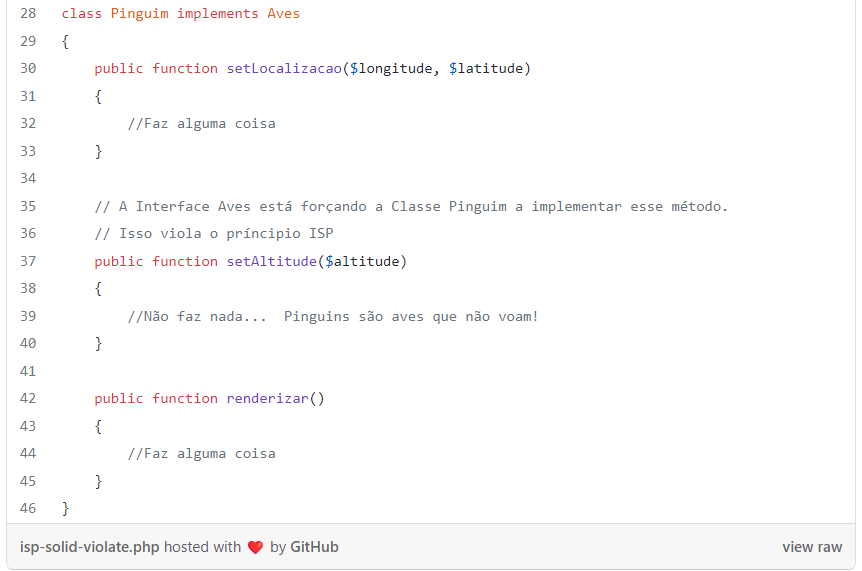 28 class Pinguim implements Aves
29 {
30     public function setLocalizacao($longitude, $latitude)
31     {
32         //Faz alguma coisa
33     }
34
35     // A Interface Aves está forçando a Classe Pinguim a implementar esse método.
36     // Isso viola o príncipio ISP
37     public function setAltitude($altitude)
38     {
39         //Não faz nada...  Pinguins são aves que não voam!
40     }
41
42     public function renderizar()
43     {
44         //Faz alguma coisa
45     }
46 }
isp-solid-violate.php hosted with ❤ by GitHub view raw